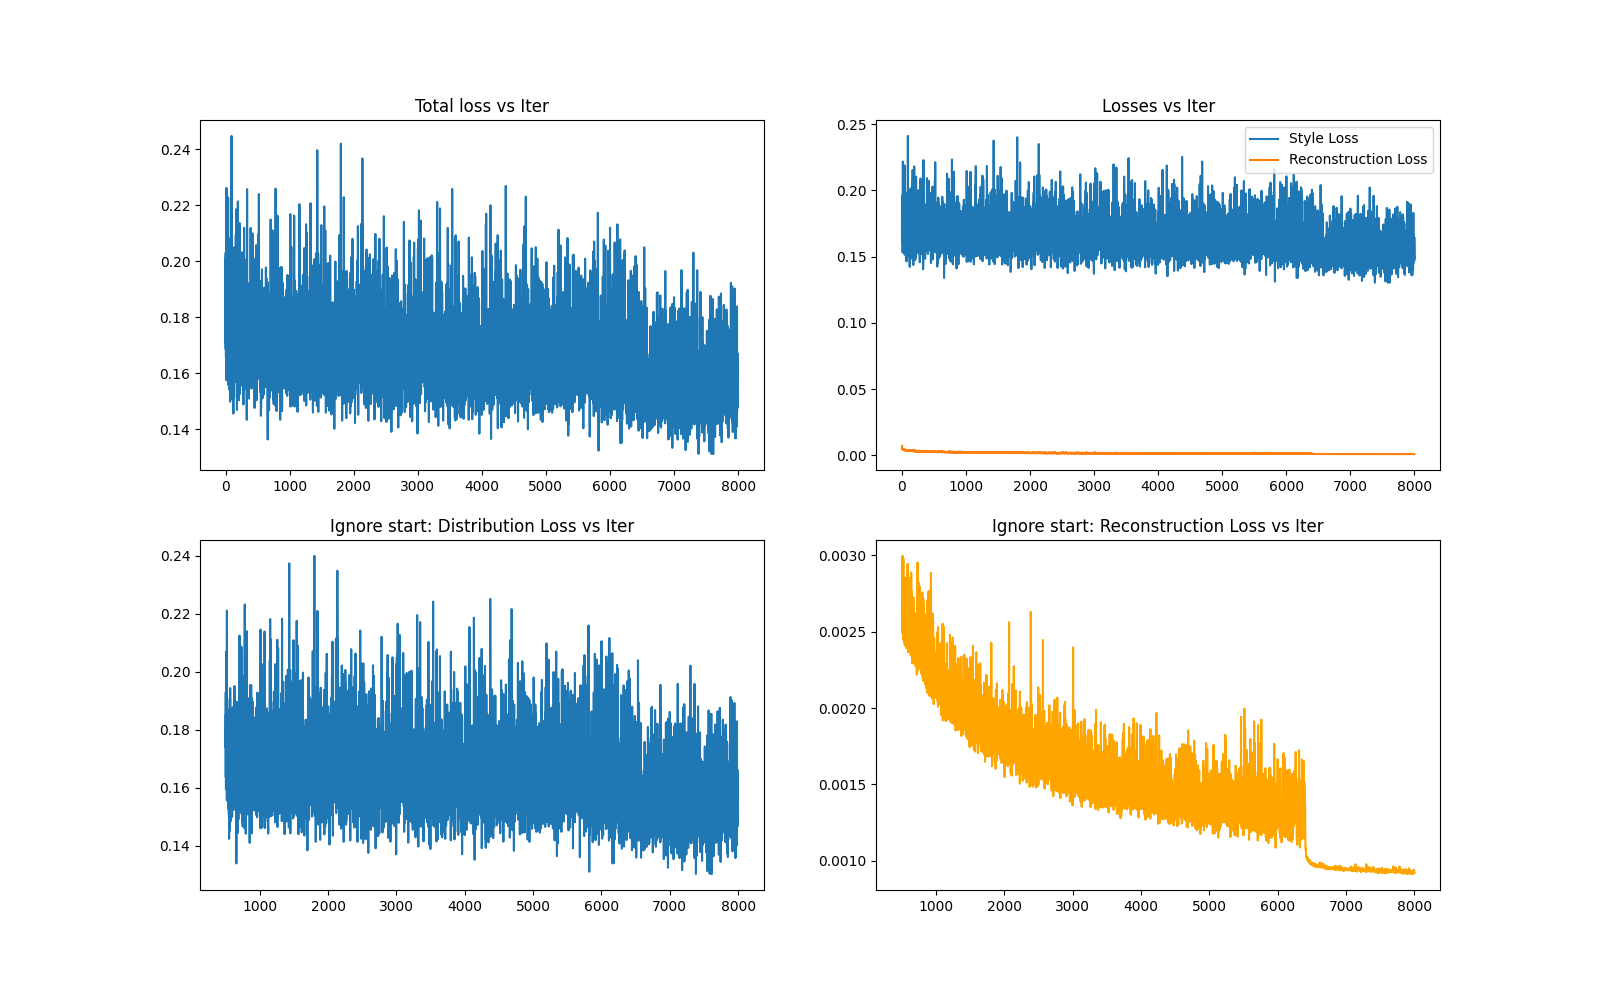 Total loss vs Iter
0.24
0.22
0.20
0.18
0.16
0.14
0 1000 2000 3000 4000 5000 6000 7000 8000
Losses vs Iter
0.25
0.20
0.15
0.10
0.05
0.00
Style Loss
Reconstruction Loss
0 1000 2000 3000 4000 5000 6000 7000 8000
Ignore start: Distribution Loss vs Iter
0.24
0.22
0.20
0.18
0.16
0.14
1000 2000 3000 4000 5000 6000 7000 8000
Ignore start: Reconstruction Loss vs Iter
0.0030
0.0025
0.0020
0.0015
0.0010
1000 2000 3000 4000 5000 6000 7000 8000